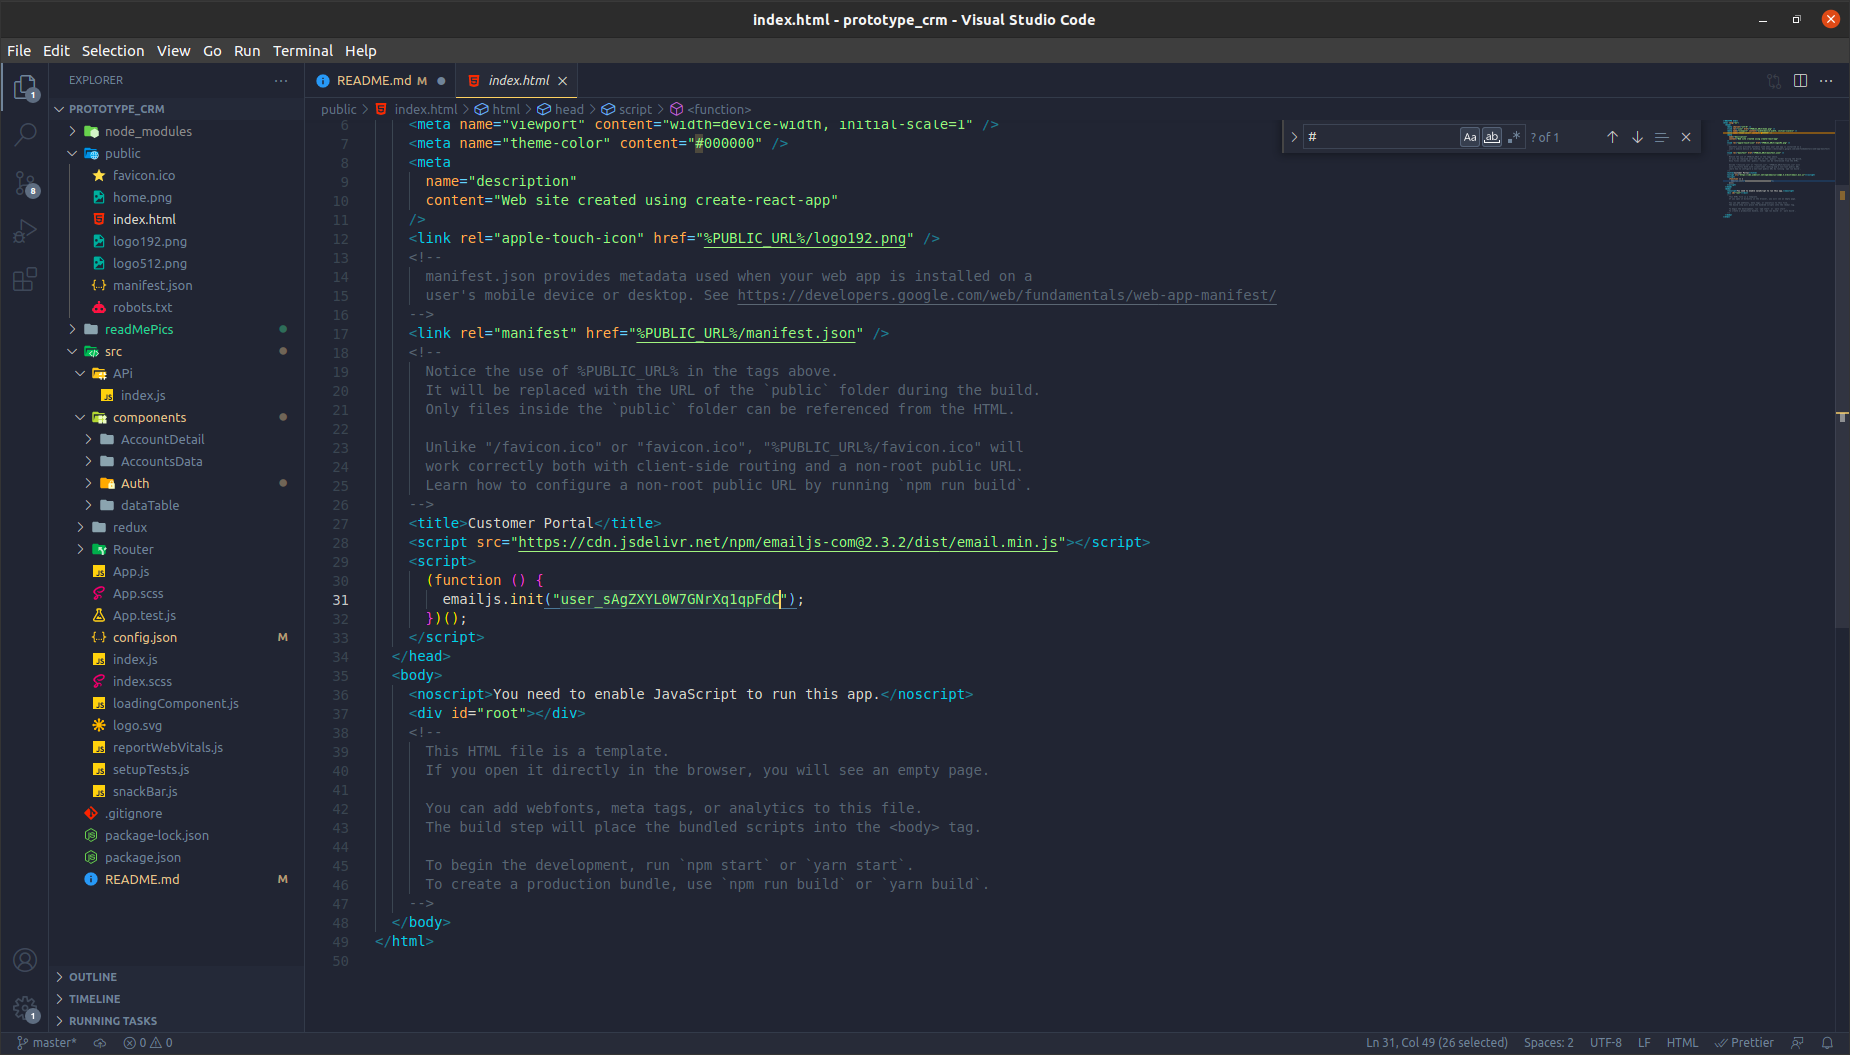 index.html - prototype_crm - Visual Studio Code
File Edit Selection View Go Run Terminal Help
EXPLORER
PROTOTYPE_CRM
node_modules
public
favicon.ico
home.png
index.html
logo192.png
logo512.png
manifest.json
robots.txt
readMePics
src
APi
index.js
components
AccountDetail
AccountsData
Auth
dataTable
redux
Router
App.js
App.scss
App.test.js
config.json M
index.js
index.scss
loadingComponent.js
logo.svg
reportWebVitals.js
setupTests.js
snackBar.js
.gitignore
package-lock.json
package.json
README.md M
OUTLINE
TIMELINE
RUNNING TASKS
1
8
1
README.md M
index.html
public > index.html > html > head > script > <function>
# Aa ab .* ? of 1
6 <meta name="viewport" content="width=device-width, initial-scale=1" />
7 <meta name="theme-color" content="#000000" />
8 <meta
9 name="description"
10 content="Web site created using create-react-app"
11 />
12 <link rel="apple-touch-icon" href="%PUBLIC_URL%/logo192.png" />
13 <!--
14 manifest.json provides metadata used when your web app is installed on a
15 user's mobile device or desktop. See https://developers.google.com/web/fundamentals/web-app-manifest/
16 -->
17 <link rel="manifest" href="%PUBLIC_URL%/manifest.json" />
18 <!--
19 Notice the use of %PUBLIC_URL% in the tags above.
20 It will be replaced with the URL of the `public` folder during the build.
21 Only files inside the `public` folder can be referenced from the HTML.
22
23 Unlike "/favicon.ico" or "favicon.ico", "%PUBLIC_URL%/favicon.ico" will
24 work correctly both with client-side routing and a non-root public URL.
25 Learn how to configure a non-root public URL by running `npm run build`.
26 -->
27 <title>Customer Portal</title>
28 <script src="https://cdn.jsdelivr.net/npm/emailjs-com@2.3.2/dist/email.min.js"></script>
29 <script>
30 (function () {
31 emailjs.init("user_sAgZXYL0W7GNrXq1qpFdC");
32 })();
33 </script>
34 </head>
35 <body>
36 <noscript>You need to enable JavaScript to run this app.</noscript>
37 <div id="root"></div>
38 <!--
39 This HTML file is a template.
40 If you open it directly in the browser, you will see an empty page.
41
42 You can add webfonts, meta tags, or analytics to this file.
43 The build step will place the bundled scripts into the <body> tag.
44
45 To begin the development, run `npm start` or `yarn start`.
46 To create a production bundle, use `npm run build` or `yarn build`.
47 -->
48 </body>
49 </html>
50
master* 0 0 Ln 31, Col 49 (26 selected) Spaces: 2 UTF-8 LF HTML Prettier